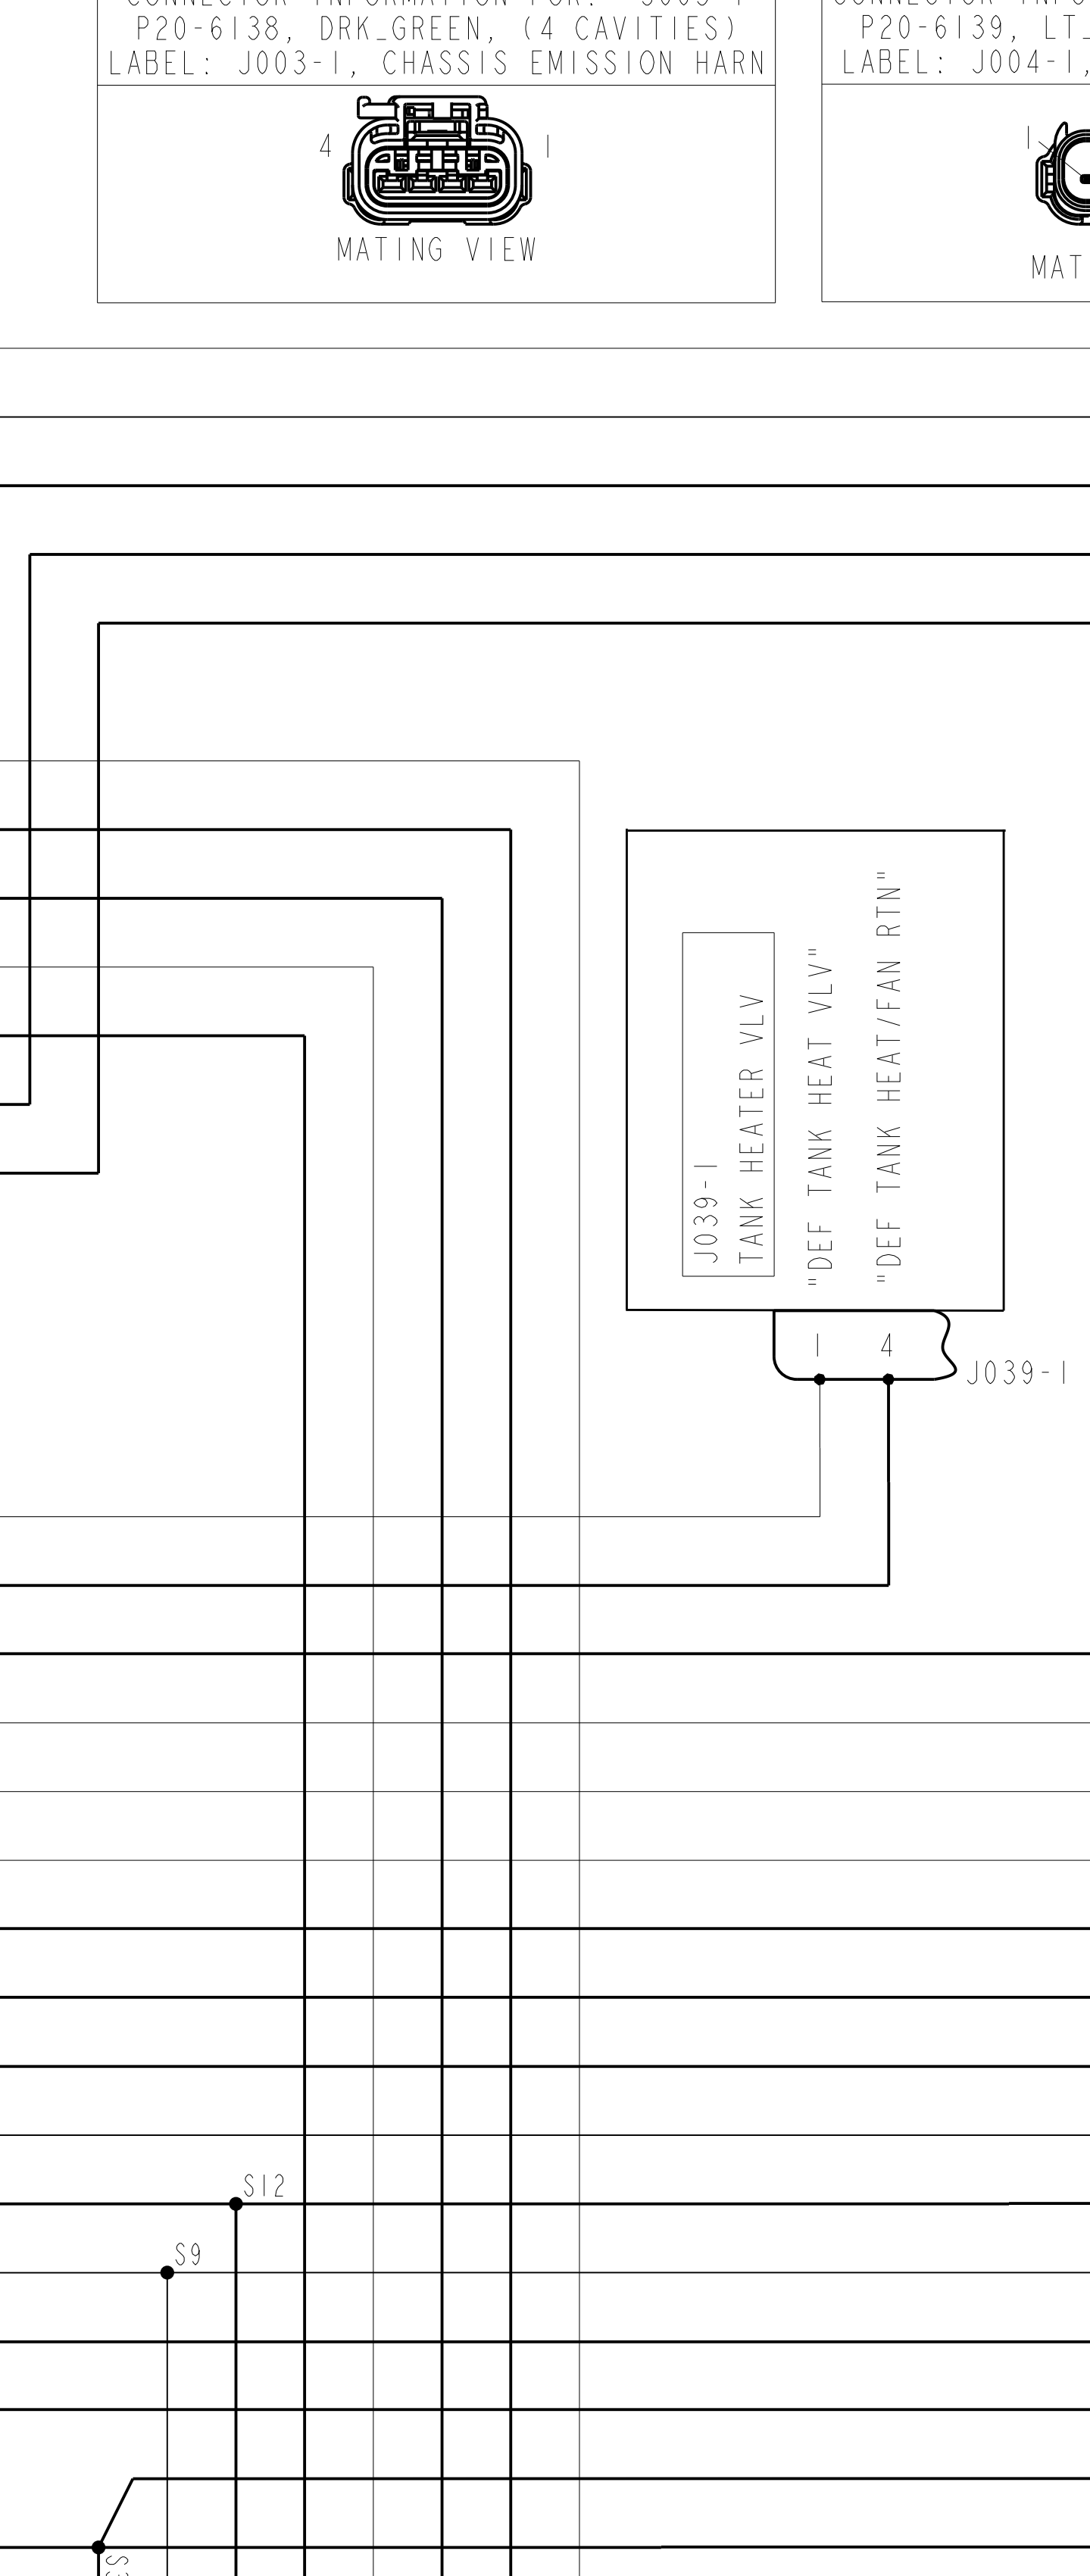 P20-6138, DRK_GREEN, (4 CAVITIES)
LABEL: J003-1, CHASSIS EMISSION HARN
4
1
MATING VIEW
P20-6139, LT_
LABEL: J004-1,
1
MAT
J039-1
TANK HEATER VLV
"DEF TANK HEAT VLV"
"DEF TANK HEAT/FAN RTN"
1
4
J039-1
S12
S9